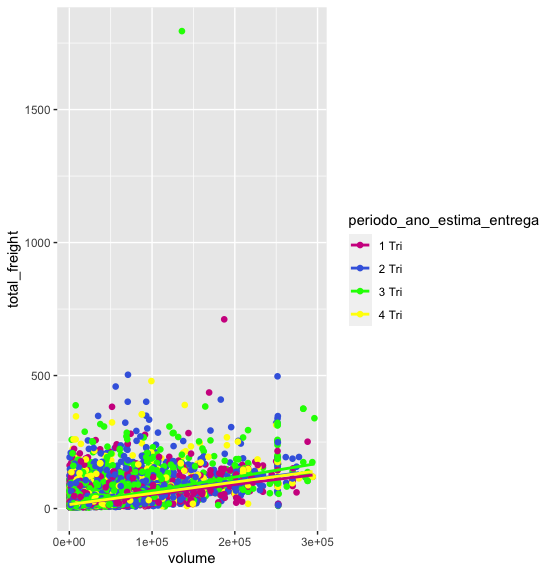 1500
1000
500
0
total_freight
0e+00 1e+05 2e+05 3e+05
volume
periodo_ano_estima_entrega
1 Tri
2 Tri
3 Tri
4 Tri